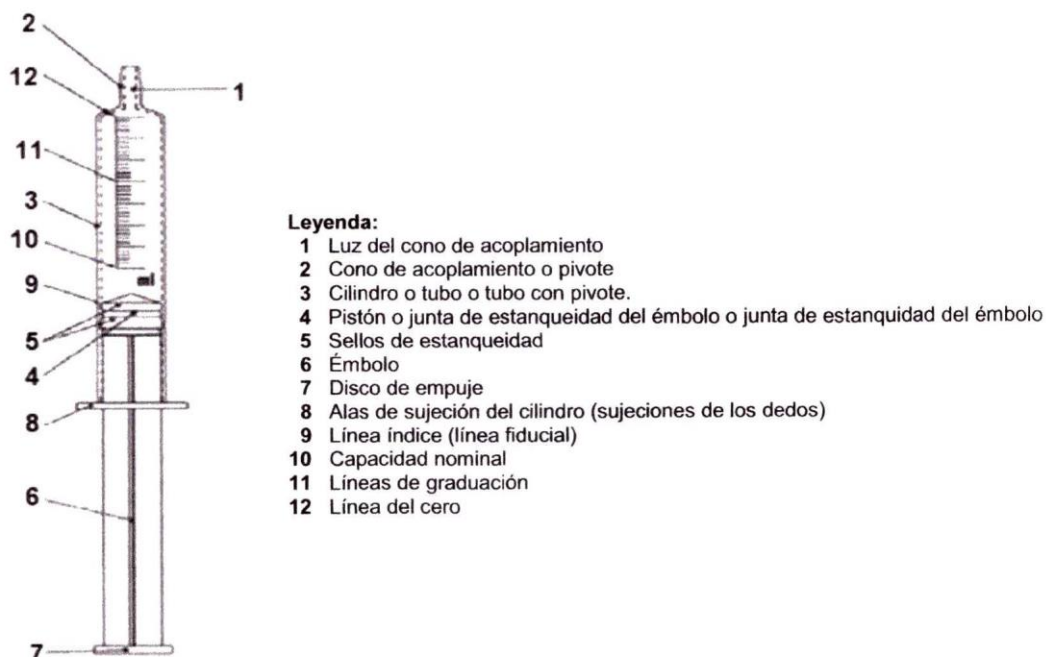 2
12
1
11
3
10
ml
9
5
4
8
6
7
Leyenda:
1 Luz del cono de acoplamiento
2 Cono de acoplamiento o pivote
3 Cilindro o tubo o tubo con pivote.
4 Pistón o junta de estanqueidad del émbolo o junta de estanquidad del émbolo
5 Sellos de estanqueidad
6 Émbolo
7 Disco de empuje
8 Alas de sujeción del cilindro (sujeciones de los dedos)
9 Línea índice (línea fiducial)
10 Capacidad nominal
11 Líneas de graduación
12 Línea del cero